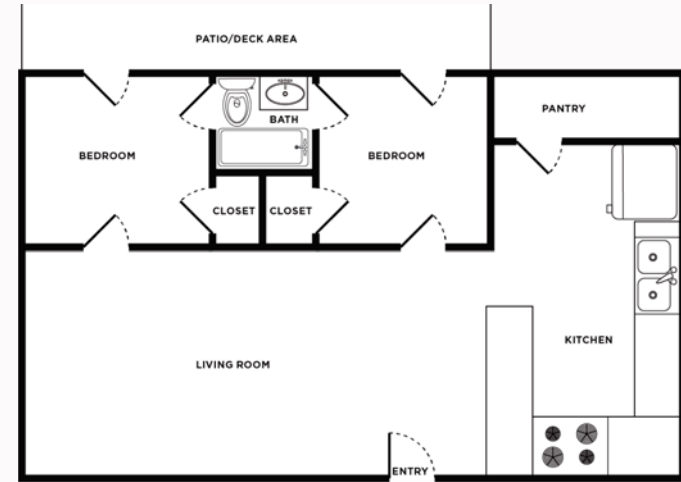 PATIO/DECK AREA
PANTRY
BATH
BEDROOM
BEDROOM
CLOSET
CLOSET
KITCHEN
LIVING ROOM
ENTRY